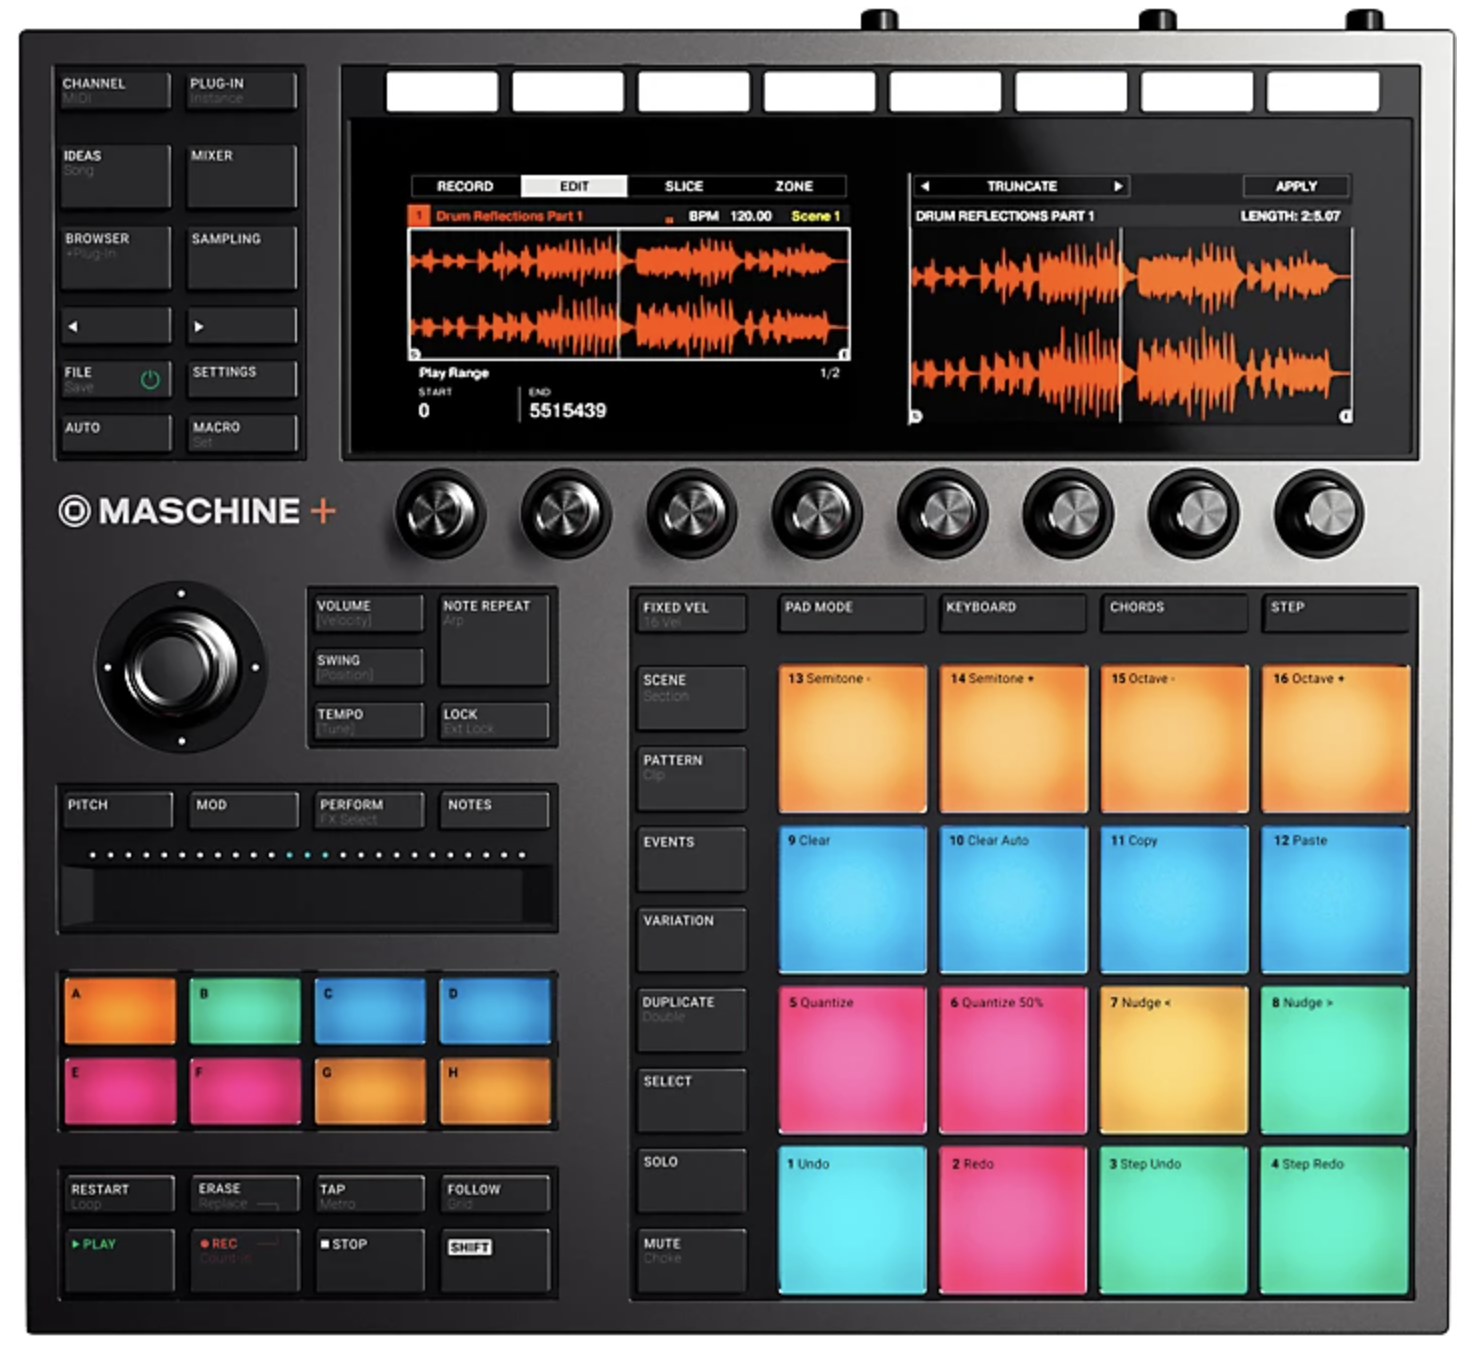 CHANNEL PLUG-IN
MIDI Instance
IDEAS MIXER
Song
BROWSER SAMPLING
+Plug-in
FILE SETTINGS
Save
AUTO MACRO
Set
RECORD EDIT SLICE ZONE
1 Drum Reflections Part 1 BPM 120.00 Scene 1
Play Range 1/2
START END
0 5515439
TRUNCATE APPLY
DRUM REFLECTIONS PART 1 LENGTH: 2:5.07
MASCHINE +
VOLUME NOTE REPEAT
[Velocity] Arp
SWING
[Position]
TEMPO LOCK
[Tune] Ext Lock
PITCH MOD PERFORM NOTES
FX Select
A B C D
E F G H
RESTART ERASE TAP FOLLOW
Loop Replace Metro Grid
PLAY REC STOP SHIFT
Count-in
FIXED VEL PAD MODE KEYBOARD CHORDS STEP
16 Vel
SCENE
Section
PATTERN
Clip
EVENTS
VARIATION
DUPLICATE
Double
SELECT
SOLO
MUTE
Choke
13 Semitone - 14 Semitone + 15 Octave - 16 Octave +
9 Clear 10 Clear Auto 11 Copy 12 Paste
5 Quantize 6 Quantize 50% 7 Nudge < 8 Nudge >
1 Undo 2 Redo 3 Step Undo 4 Step Redo